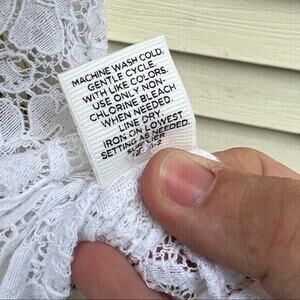 MACHINE WASH COLD.
GENTLE CYCLE.
WITH LIKE COLORS.
USE ONLY NON-
CHLORINE BLEACH
WHEN NEEDED.
LINE DRY.
IRON ON LOWEST
SETTING AS NEEDED.